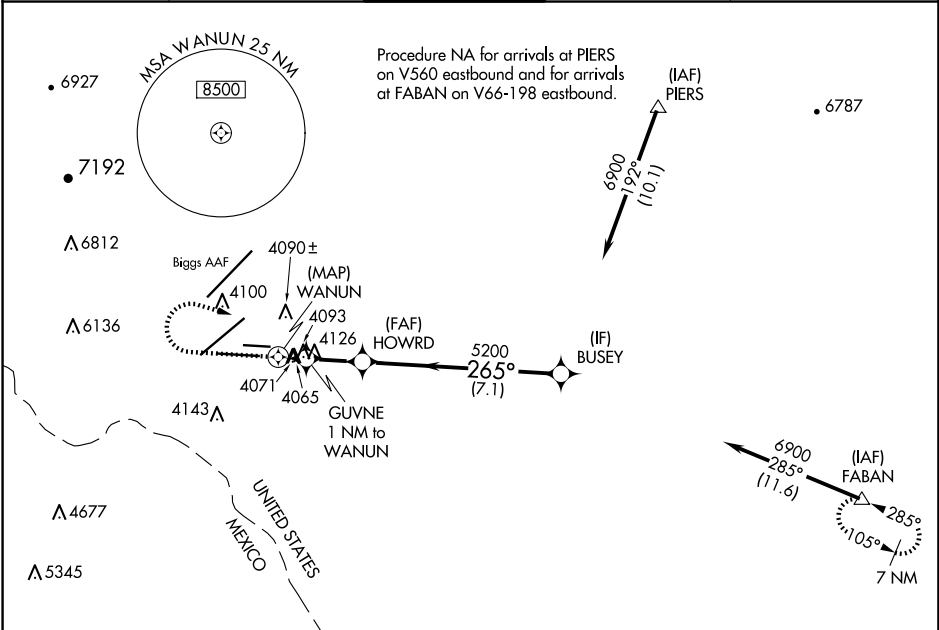 MSA WANUN 25 NM
8500
Procedure NA for arrivals at PIERS
on V560 eastbound and for arrivals
at FABAN on V66-198 eastbound.
(IAF)
PIERS
6927
6787
7192
6900
192°
(10.1)
6812
4090±
Biggs AAF
(MAP)
WANUN
4100
4093
6136
4126
(FAF)
HOWRD
(IF)
BUSEY
5200
265°
(7.1)
4071
4065
4143
GUVNE
1 NM to
WANUN
6900
285°
(11.6)
(IAF)
FABAN
285°
105°
7 NM
4677
UNITED STATES
MEXICO
5345